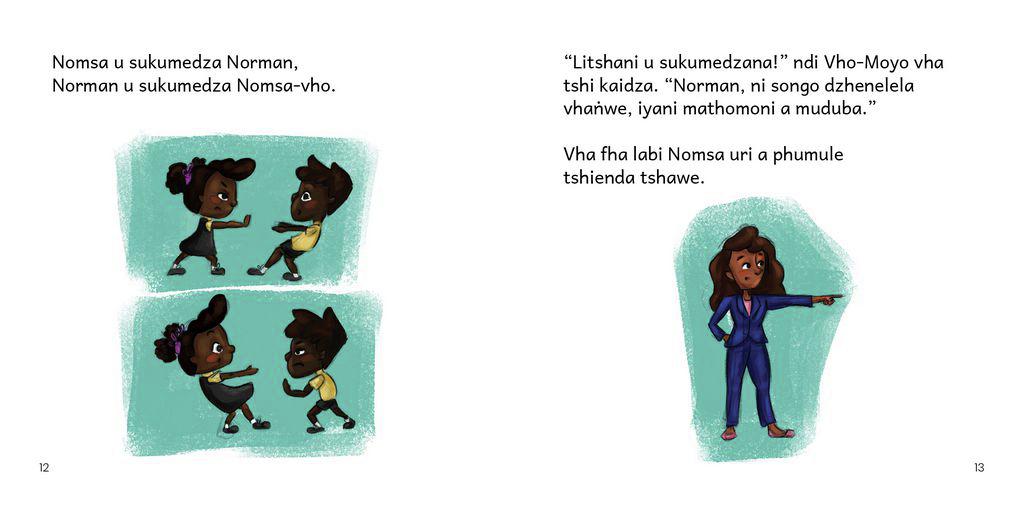 Nomsa u sukumedza Norman,
Norman u sukumedza Nomsa-vho.
12
“Litshani u sukumedzana!” ndi Vho-Moyo vha
tshi kaidza. “Norman, ni songo dzhenelela
vhaṅwe, iyani mathomoni a muduba.”
Vha fha labi Nomsa uri a phumule
tshienda tshawe.
13